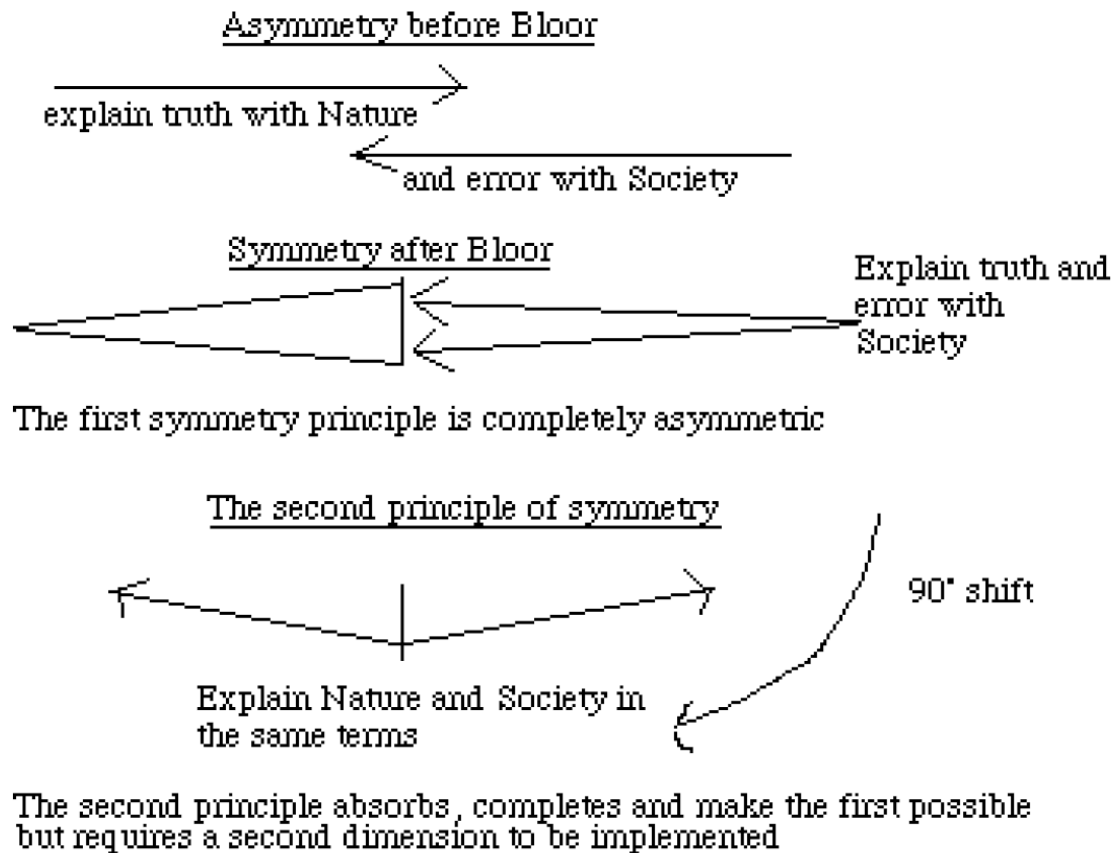 Asymmetry before Bloor
explain truth with Nature
and error with Society
Symmetry after Bloor
Explain truth and
error with
Society
The first symmetry principle is completely asymmetric
The second principle of symmetry
90° shift
Explain Nature and Society in
the same terms
The second principle absorbs, completes and make the first possible
but requires a second dimension to be implemented